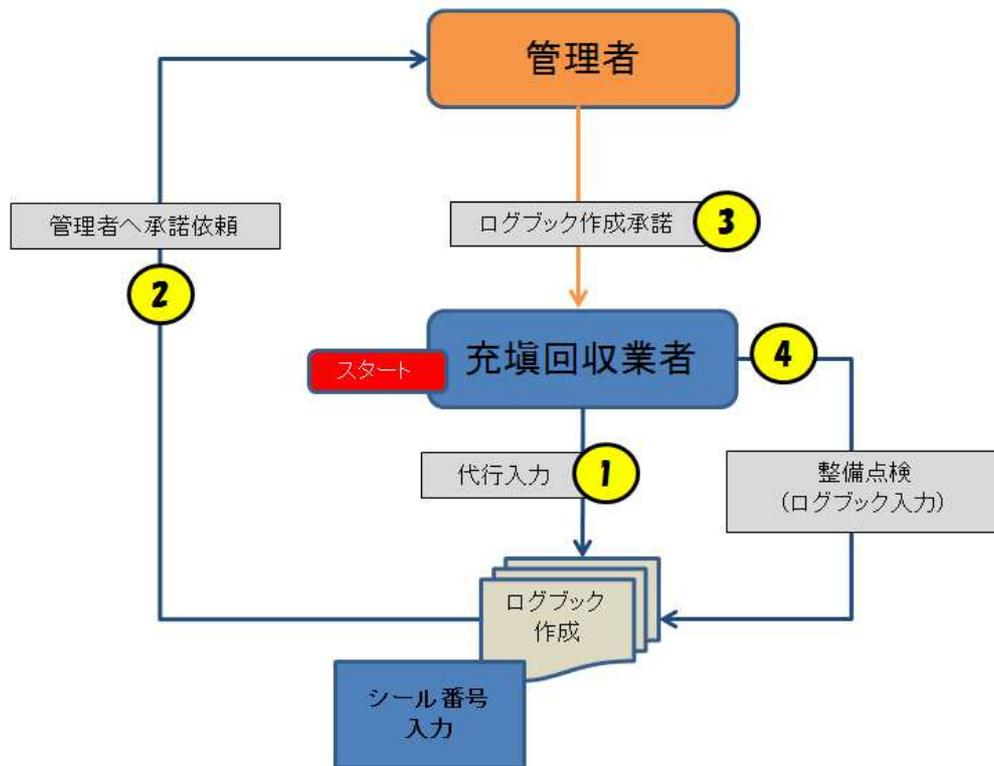 管理者
管理者へ承諾依頼
ログブック作成承諾
3
2
スタート
充塡回収業者
4
代行入力
1
整備点検
(ログブック入力)
ログブック
作成
シール番号
入力